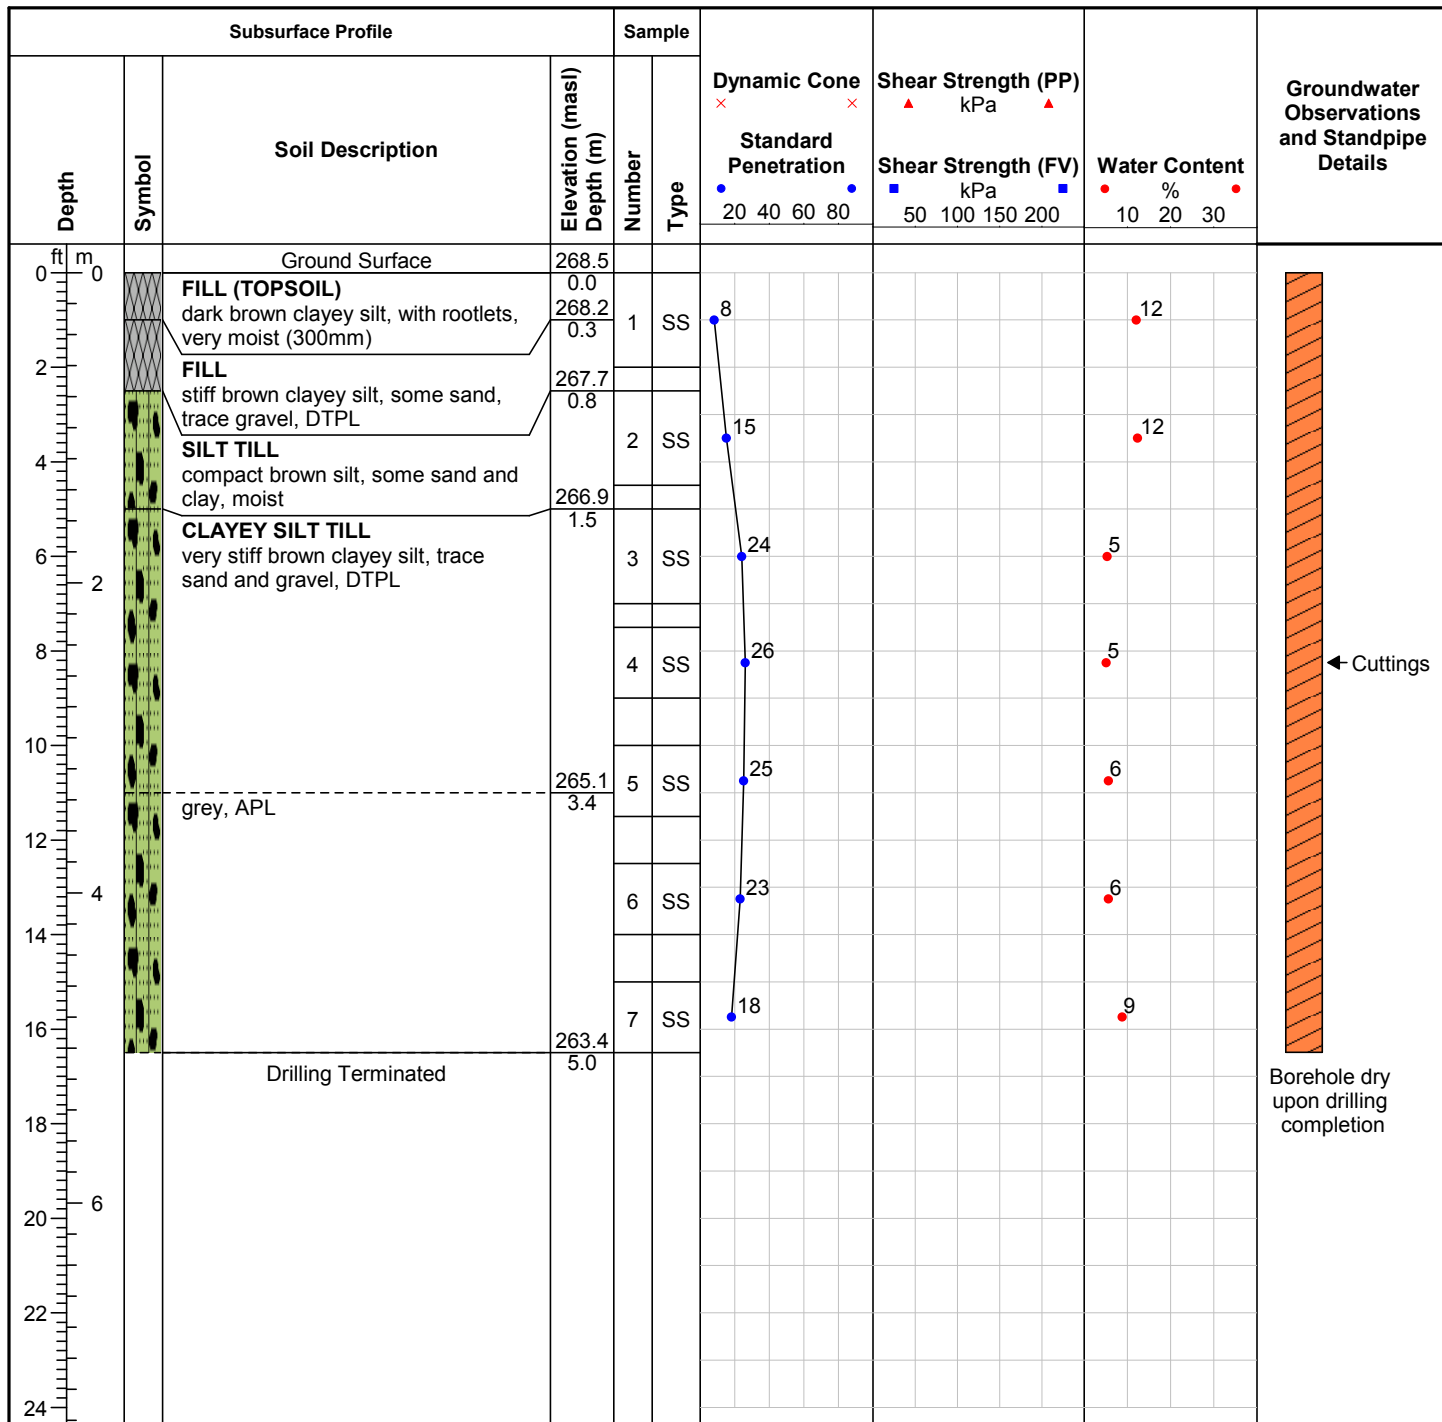 Subsurface Profile
Sample
Depth
Symbol
Soil Description
Elevation (masl)
Depth (m)
Number
Type
Dynamic Cone
Standard
Penetration
20 40 60 80
Shear Strength (PP)
kPa
Shear Strength (FV)
kPa
50 100 150 200
Water Content
%
10 20 30
Groundwater
Observations
and Standpipe
Details
ft m
0 0
2
4
6
2
8
10
12
4
14
16
18
6
20
22
24
Ground Surface
268.5
0.0
FILL (TOPSOIL)
dark brown clayey silt, with rootlets,
very moist (300mm)
268.2
0.3
FILL
stiff brown clayey silt, some sand,
trace gravel, DTPL
267.7
0.8
SILT TILL
compact brown silt, some sand and
clay, moist
266.9
1.5
CLAYEY SILT TILL
very stiff brown clayey silt, trace
sand and gravel, DTPL
265.1
3.4
grey, APL
263.4
5.0
Drilling Terminated
1 SS 8 12
2 SS 15 12
3 SS 24 5
4 SS 26 5
5 SS 25 6
6 SS 23 6
7 SS 18 9
Cuttings
Borehole dry
upon drilling
completion